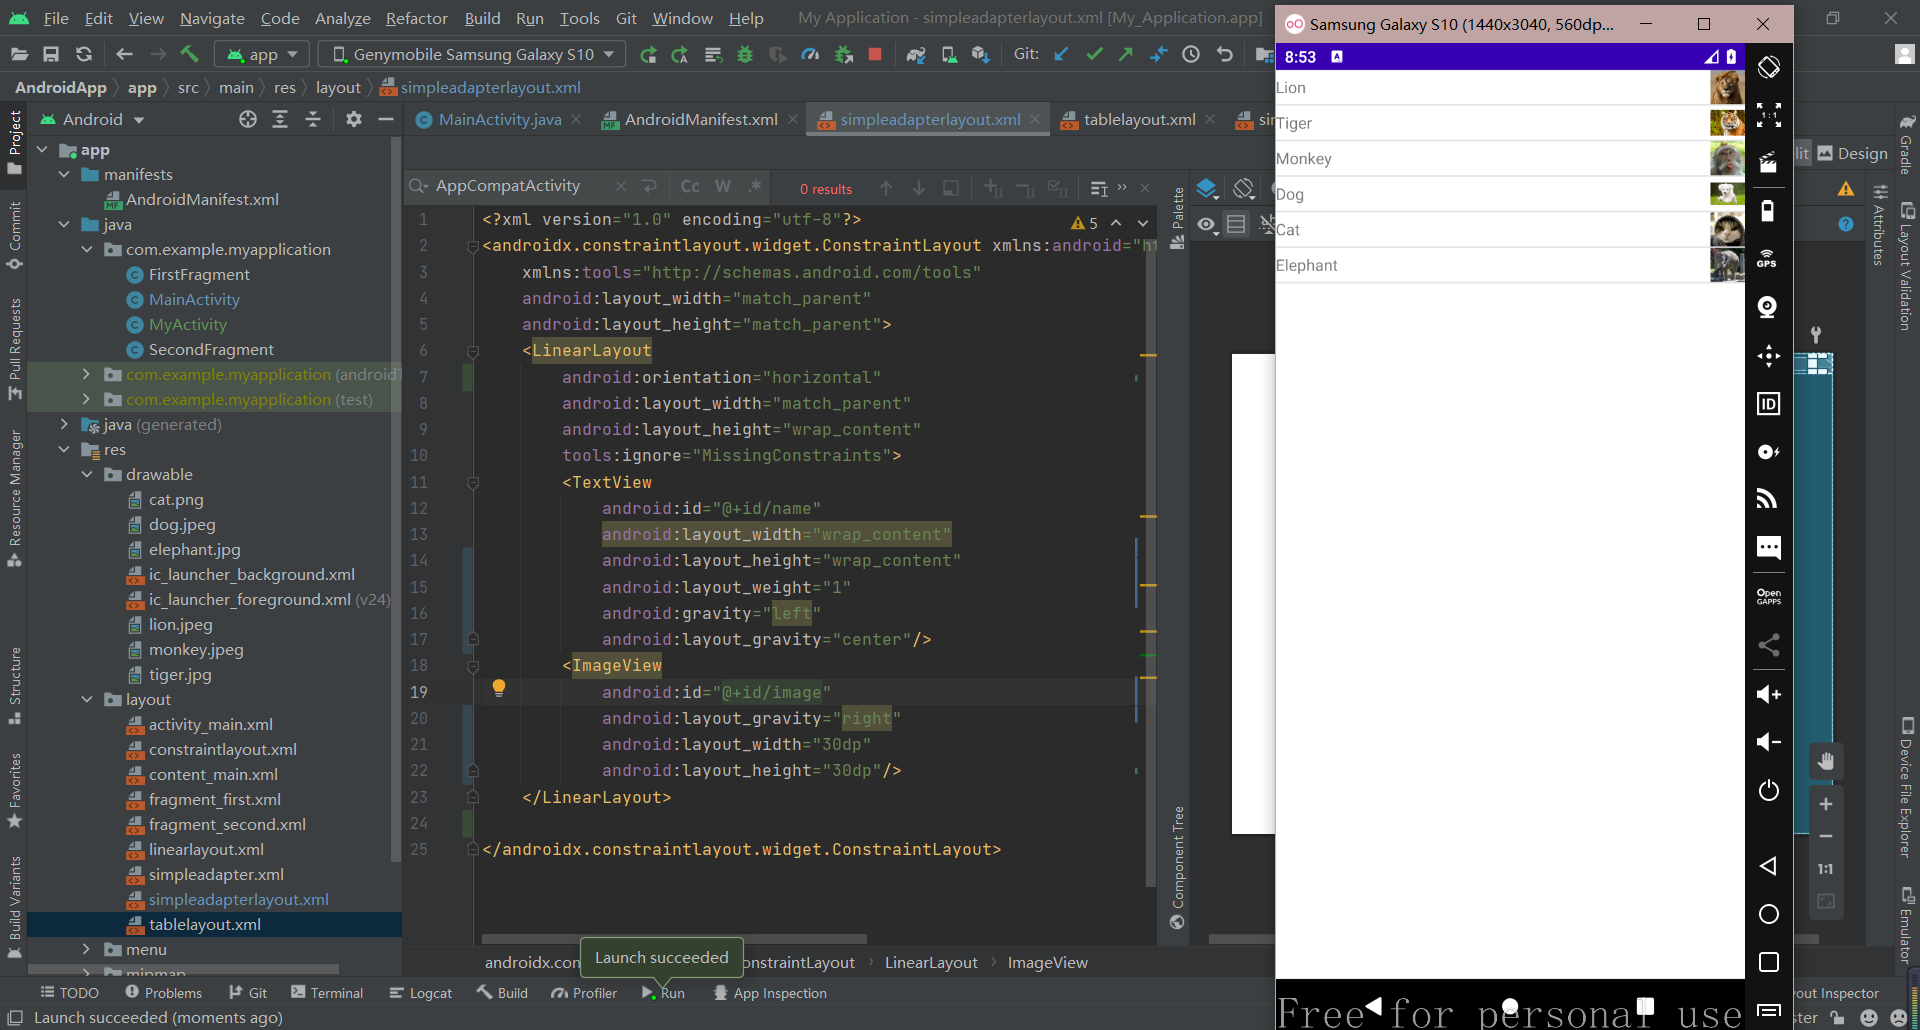 File Edit View Navigate Code Analyze Refactor Build Run Tools Git Window Help My Application - simpleadapterlayout.xml [My_Application.app]
app Genymobile Samsung Galaxy S10 Git:
AndroidApp app src main res layout simpleadapterlayout.xml
Android
MainActivity.java AndroidManifest.xml simpleadapterlayout.xml tablelayout.xml
Design
AppCompatActivity Cc W .* 0 results
app
manifests
AndroidManifest.xml
java
com.example.myapplication
FirstFragment
MainActivity
MyActivity
SecondFragment
com.example.myapplication (android
com.example.myapplication (test)
java (generated)
res
drawable
cat.png
dog.jpeg
elephant.jpg
ic_launcher_background.xml
ic_launcher_foreground.xml (v24)
lion.jpeg
monkey.jpeg
tiger.jpg
layout
activity_main.xml
constraintlayout.xml
content_main.xml
fragment_first.xml
fragment_second.xml
linearlayout.xml
simpleadapter.xml
simpleadapterlayout.xml
tablelayout.xml
menu
mipmap
1 <?xml version="1.0" encoding="utf-8"?>
5
2 <androidx.constraintlayout.widget.ConstraintLayout xmlns:android="ht
3 xmlns:tools="http://schemas.android.com/tools"
4 android:layout_width="match_parent"
5 android:layout_height="match_parent">
6 <LinearLayout
7 android:orientation="horizontal"
8 android:layout_width="match_parent"
9 android:layout_height="wrap_content"
10 tools:ignore="MissingConstraints">
11 <TextView
12 android:id="@+id/name"
13 android:layout_width="wrap_content"
14 android:layout_height="wrap_content"
15 android:layout_weight="1"
16 android:gravity="left"
17 android:layout_gravity="center"/>
18 <ImageView
19 android:id="@+id/image"
20 android:layout_gravity="right"
21 android:layout_width="30dp"
22 android:layout_height="30dp"/>
23 </LinearLayout>
24
25 </androidx.constraintlayout.widget.ConstraintLayout>
Launch succeeded
LinearLayout ImageView
TODO Problems Git Terminal Logcat Build Profiler Run App Inspection
Launch succeeded (moments ago)
Project
Commit
Pull Requests
Resource Manager
Structure
Favorites
Build Variants
Palette
Component Tree
Samsung Galaxy S10 (1440x3040, 560dp...
8:53
Lion
Tiger
Monkey
Dog
Cat
Elephant
Free for personal use
1:1
GPS
ID
Open
GAPPS
1:1
Attributes
Gradle
Layout Validation
Device File Explorer
Emulator